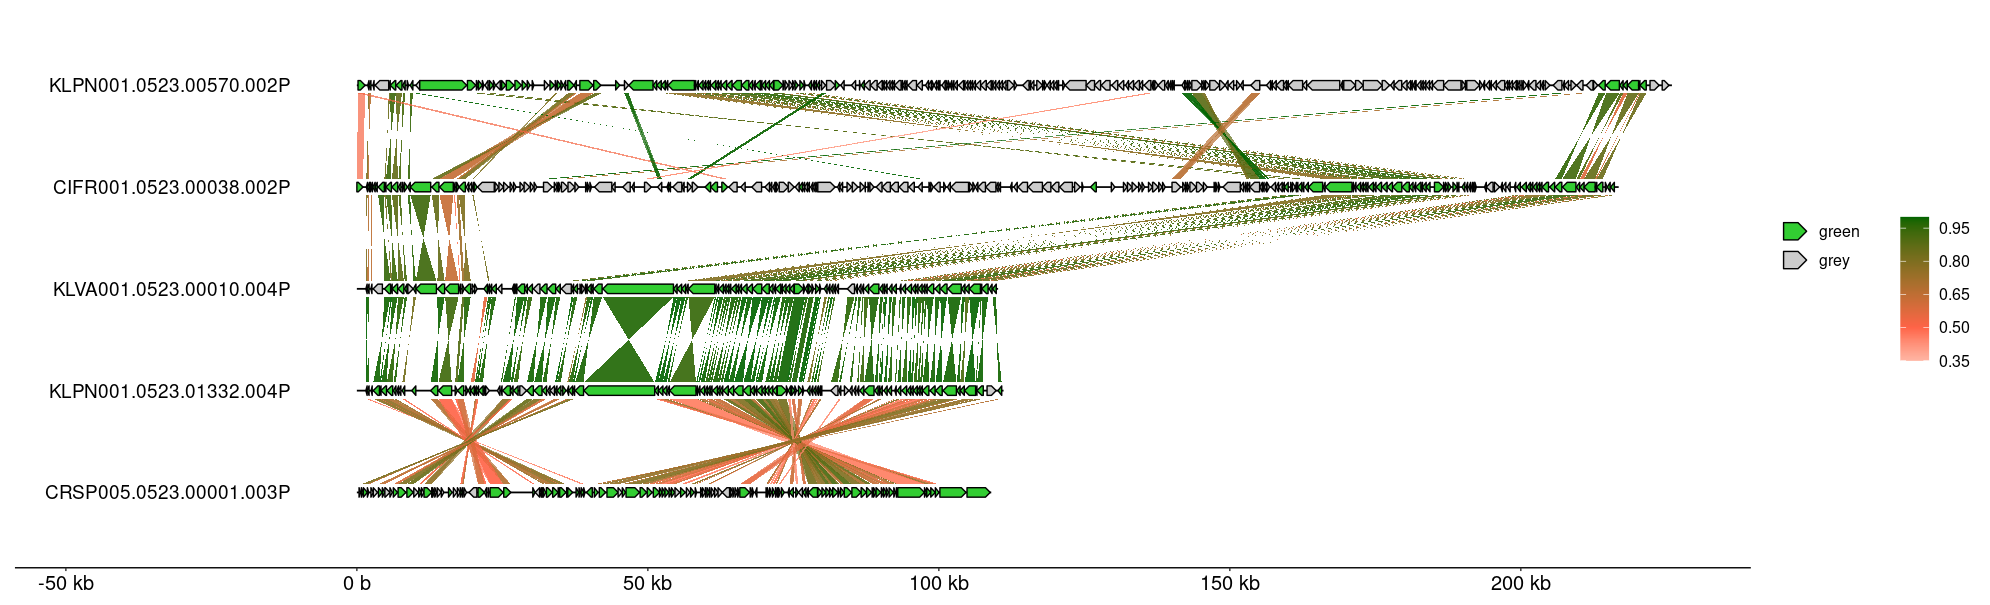 KLPN001.0523.00570.002P
CIFR001.0523.00038.002P
KLVA001.0523.00010.004P
KLPN001.0523.01332.004P
CRSP005.0523.00001.003P
green
grey
0.95
0.80
0.65
0.50
0.35
-50 kb
0 b
50 kb
100 kb
150 kb
200 kb